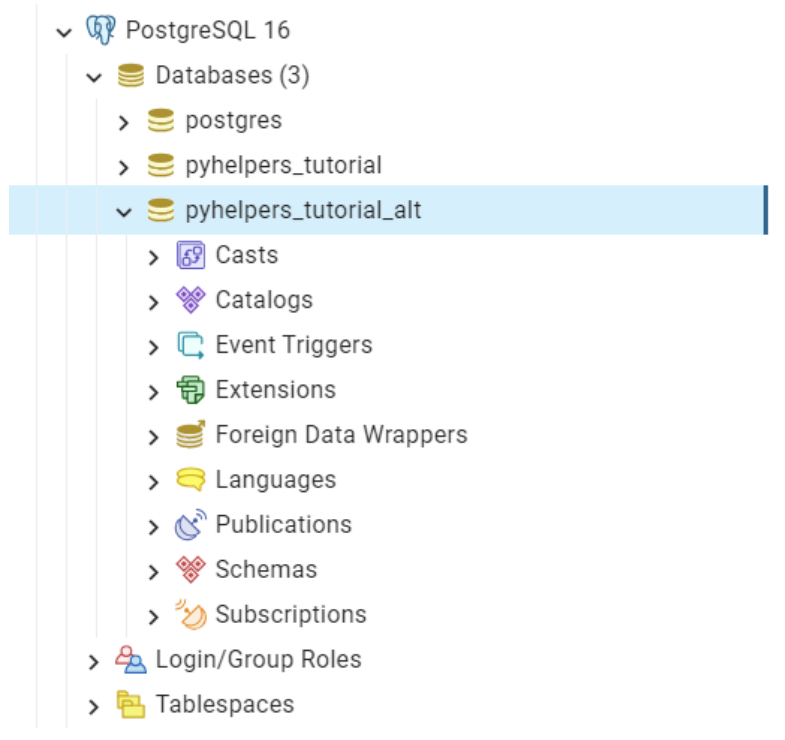 PostgreSQL 16
Databases (3)
postgres
pyhelpers_tutorial
pyhelpers_tutorial_alt
Casts
Catalogs
Event Triggers
Extensions
Foreign Data Wrappers
Languages
Publications
Schemas
Subscriptions
Login/Group Roles
Tablespaces